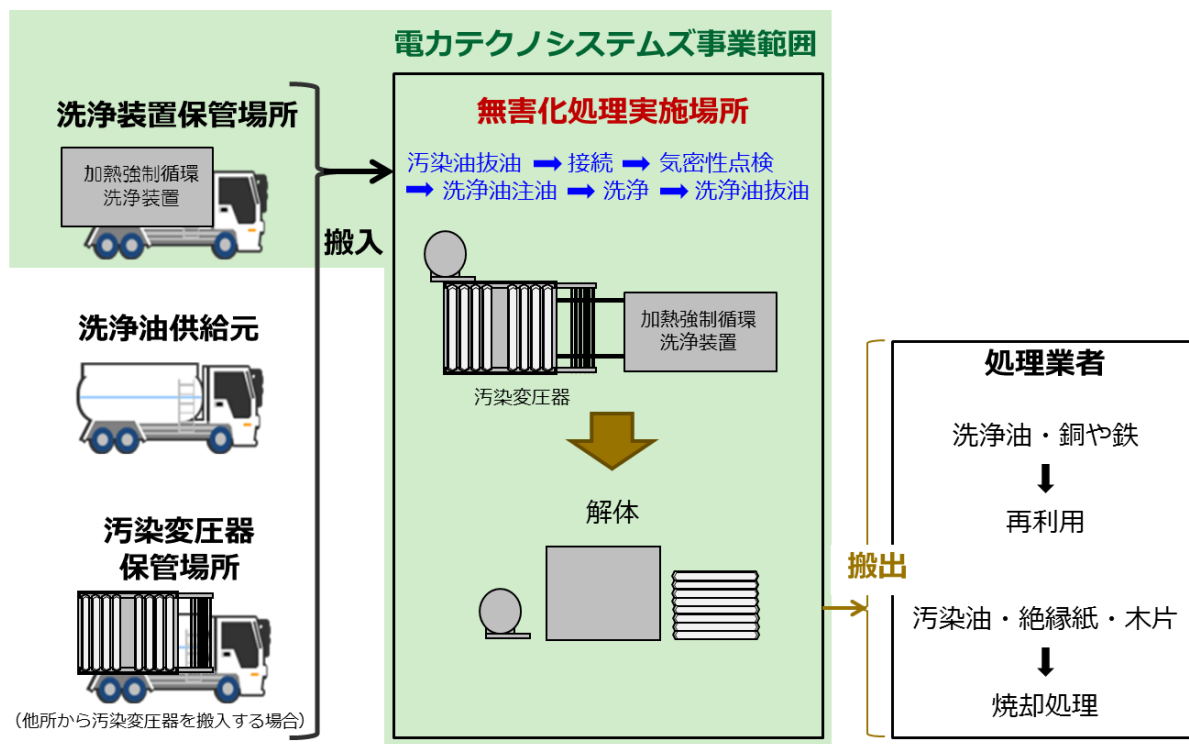 電力テクノシステムズ事業範囲
洗浄装置保管場所
加熱強制循環
洗浄装置
搬入
洗浄油供給元
汚染変圧器
保管場所
（他所から汚染変圧器を搬入する場合）
無害化処理実施場所
汚染油抜油 ➡ 接続 ➡ 気密性点検
➡ 洗浄油注油 ➡ 洗浄 ➡ 洗浄油抜油
加熱強制循環
洗浄装置
汚染変圧器
解体
搬出
処理業者
洗浄油・銅や鉄
再利用
汚染油・絶縁紙・木片
焼却処理